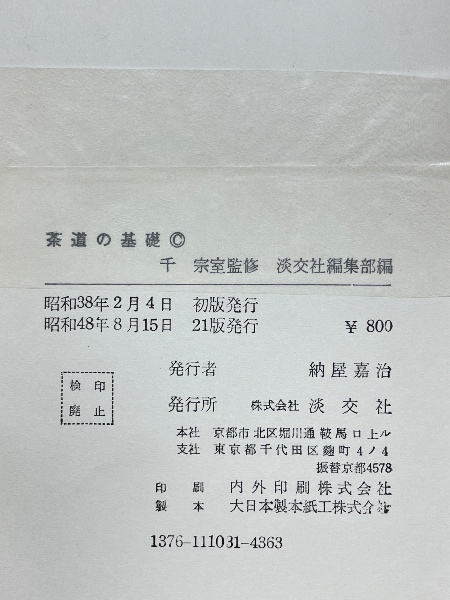 茶道の基礎©
千 宗室監修 淡交社編集部編
昭和38年2月4日 初版発行
昭和48年8月15日 21版発行 ¥800
検印
廃止
発行者 納屋嘉治
発行所 株式会社 淡交社
本社 京都市北区堀川通鞍馬口上ル
支社 東京都千代田区麴町4ノ4
振替京都4578
印刷 内外印刷株式会社
製本 大日本製本紙工株式会社
1376-111031-4363